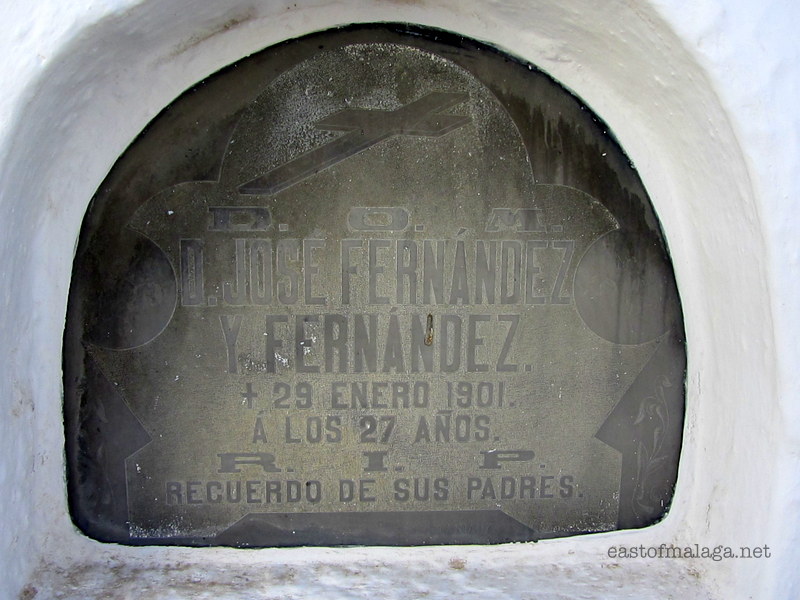 D. O. M.
D. JOSÉ FERNÁNDEZ
Y FERNÁNDEZ.
† 29 ENERO 1901.
Á LOS 27 AÑOS.
R. I. P.
RECUERDO DE SUS PADRES.
eastofmalaga.net